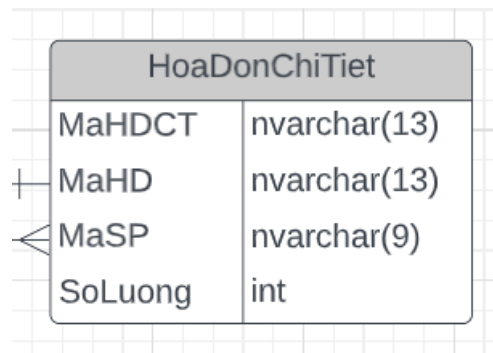 HoaDonChiTiet
MaHDCT nvarchar(13)
MaHD nvarchar(13)
MaSP nvarchar(9)
SoLuong int